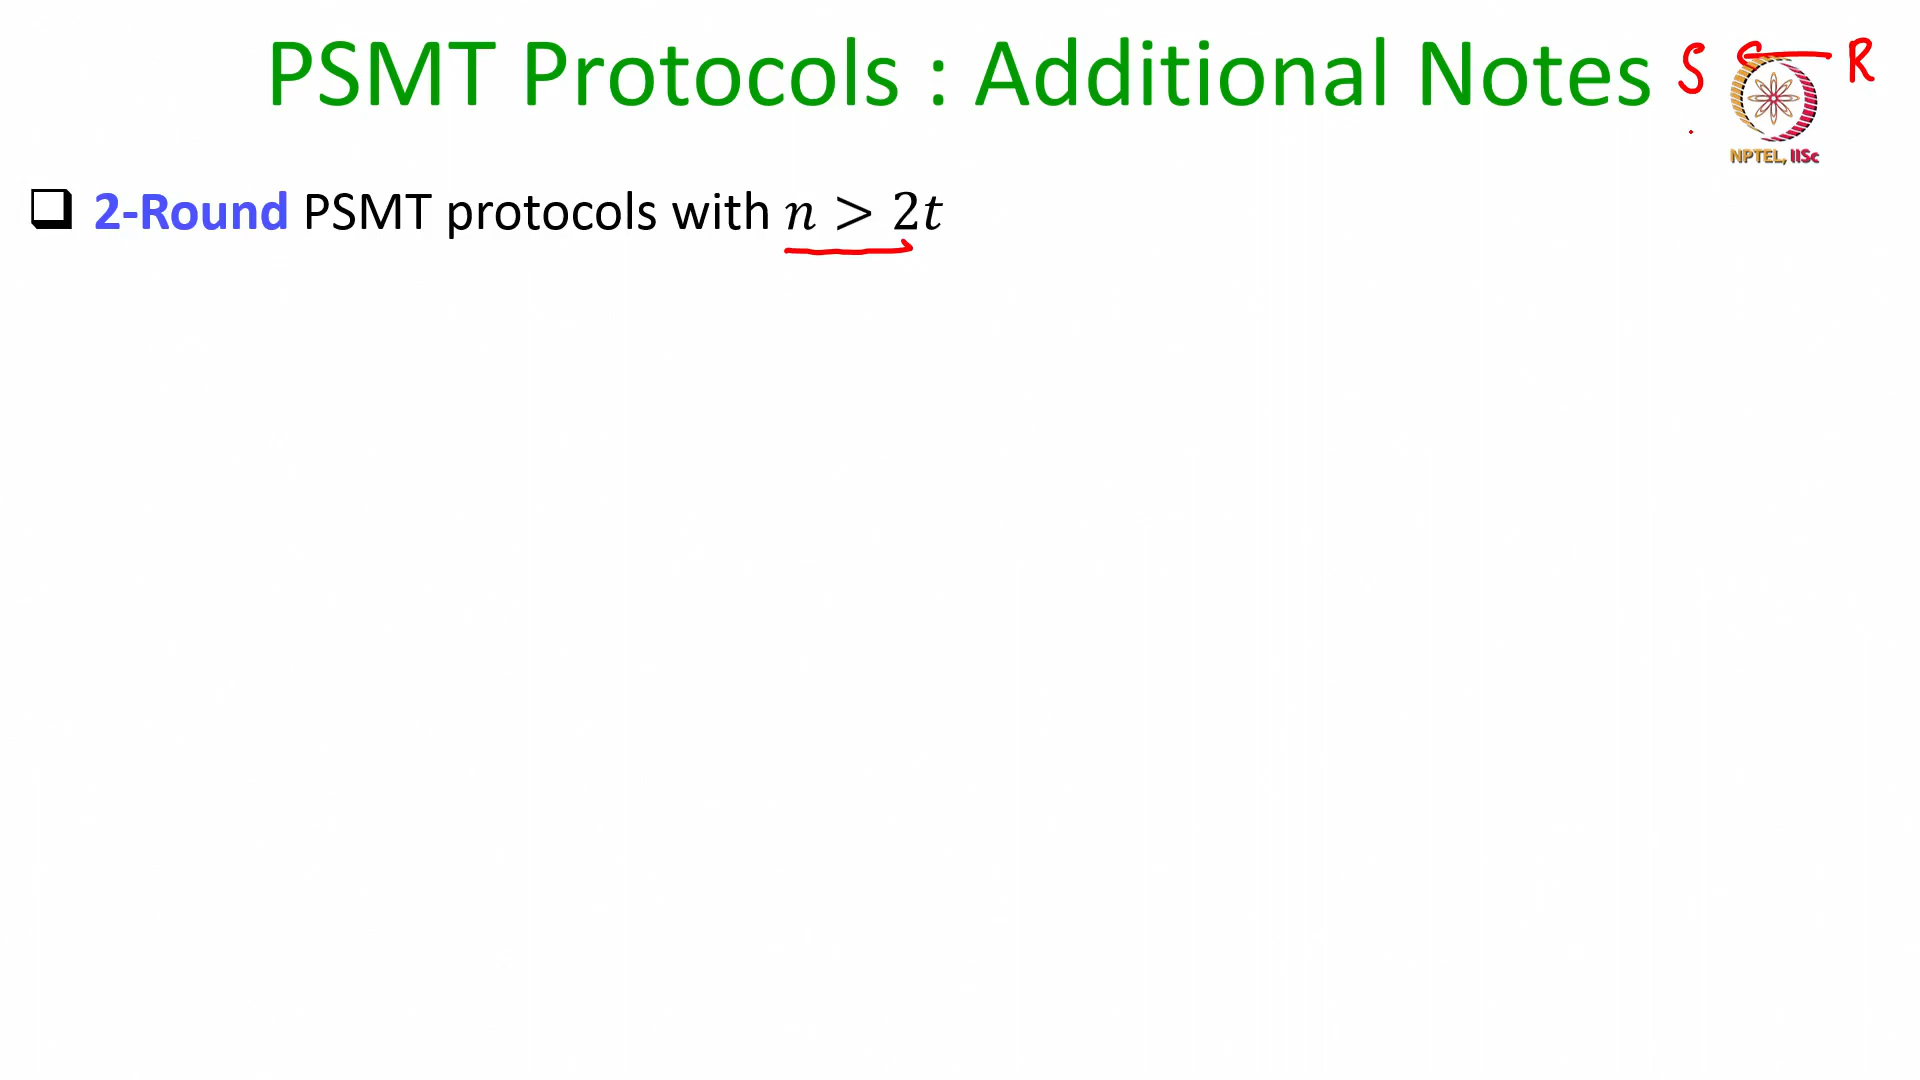 PSMT Protocols : Additional Notes S R
NPTEL, IISc
2-Round PSMT protocols with n > 2t